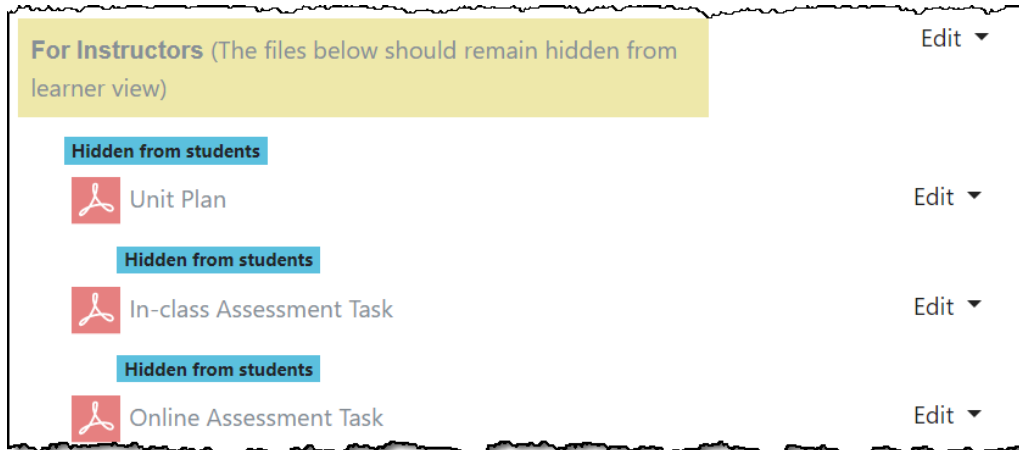 For Instructors (The files below should remain hidden from
Edit
learner view)
Hidden from students
Unit Plan
Edit
Hidden from students
In-class Assessment Task
Edit
Hidden from students
Online Assessment Task
Edit